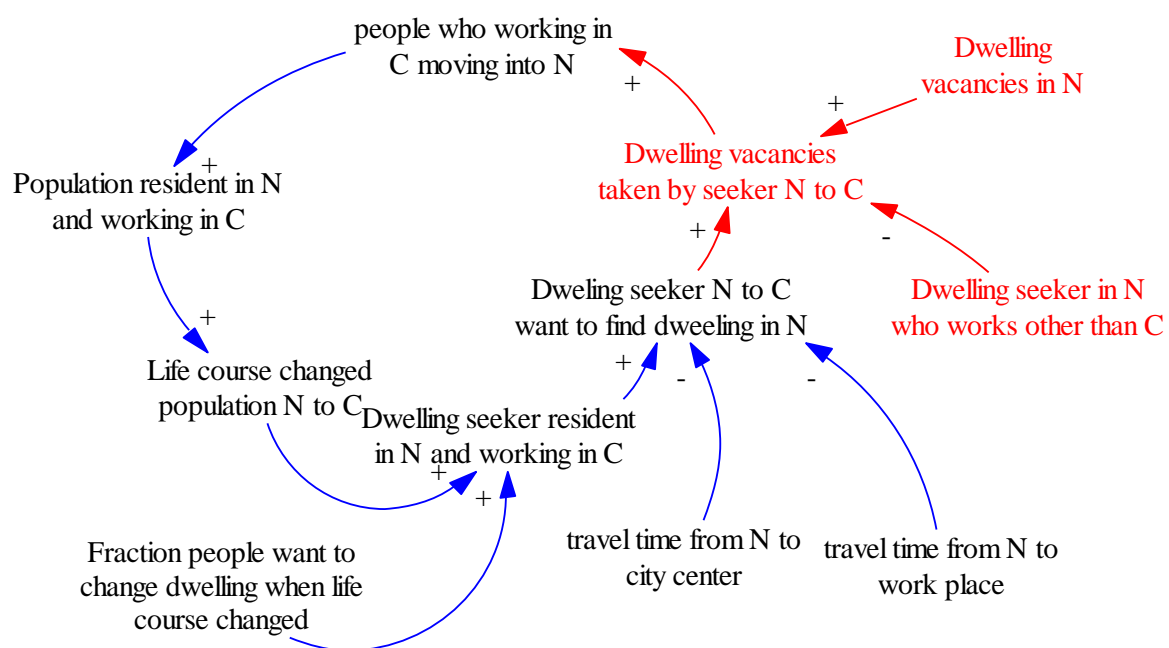 people who working in
C moving into N
Dwelling
vacancies in N
+
+
Dwelling vacancies
taken by seeker N to C
+
Population resident in N
and working in C
+
-
Dweling seeker N to C
want to find dweeling in N
Dwelling seeker in N
who works other than C
+
Life course changed
population N to C
+
-
-
Dwelling seeker resident
in N and working in C
+
+
travel time from N to
city center
travel time from N to
work place
Fraction people want to
change dwelling when life
course changed